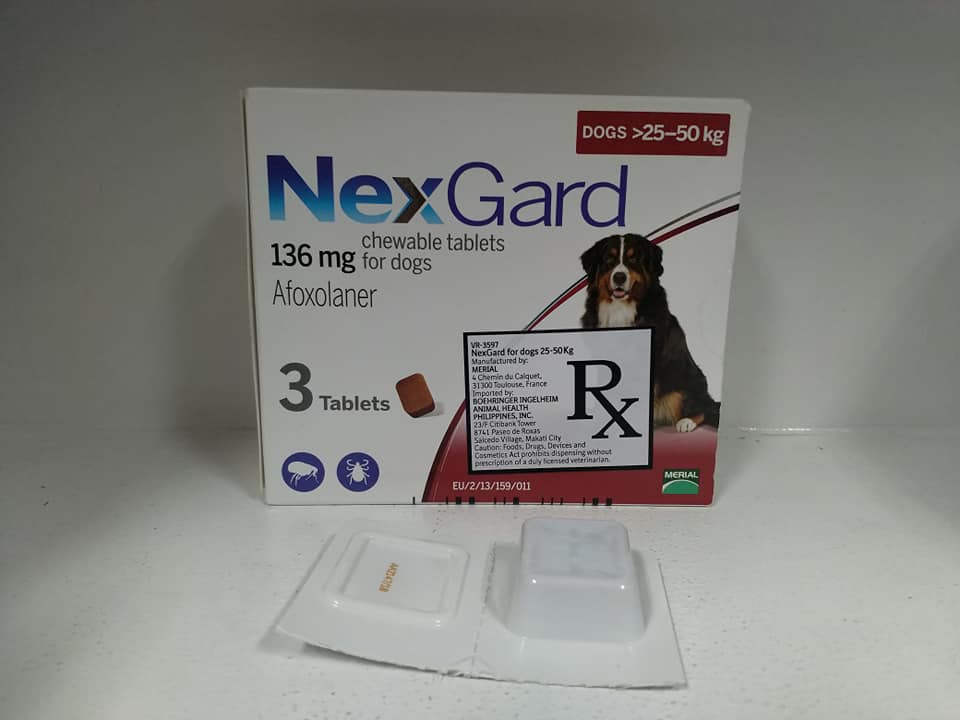 DOGS >25–50 kg
NexGard
136 mg chewable tablets
for dogs
Afoxolaner
3 Tablets
VR-3597
NexGard for dogs 25-50Kg
Manufactured by:
MERIAL
4 Chemin du Calquet,
31300 Toulouse, France
Imported by:
BOEHRINGER INGELHEIM
ANIMAL HEALTH
PHILIPPINES, INC.
23/F Citibank Tower
8741 Paseo de Roxas
Salcedo Village, Makati City
Caution: Foods, Drugs, Devices and
Cosmetics Act prohibits dispensing without
prescription of a duly licensed veterinarian.
Rx
MERIAL
EU/2/13/159/011